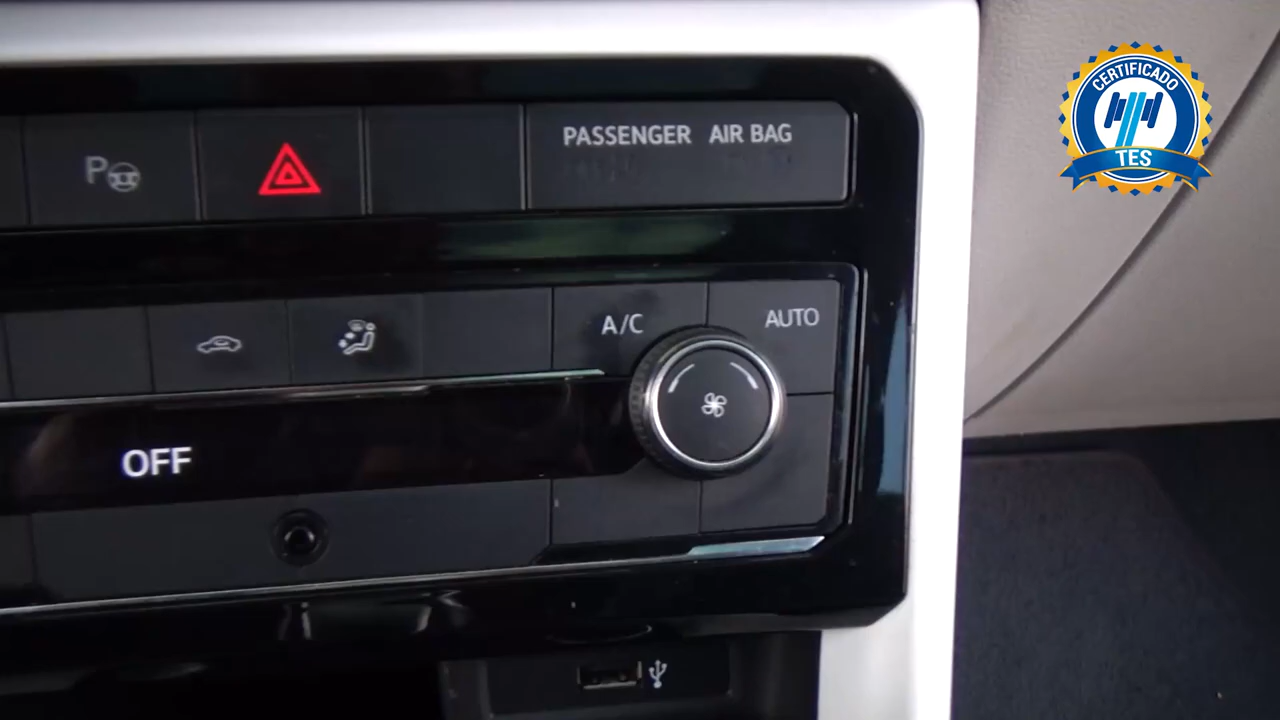 CERTIFICADO
TES
PASSENGER AIR BAG
P
A/C
AUTO
OFF